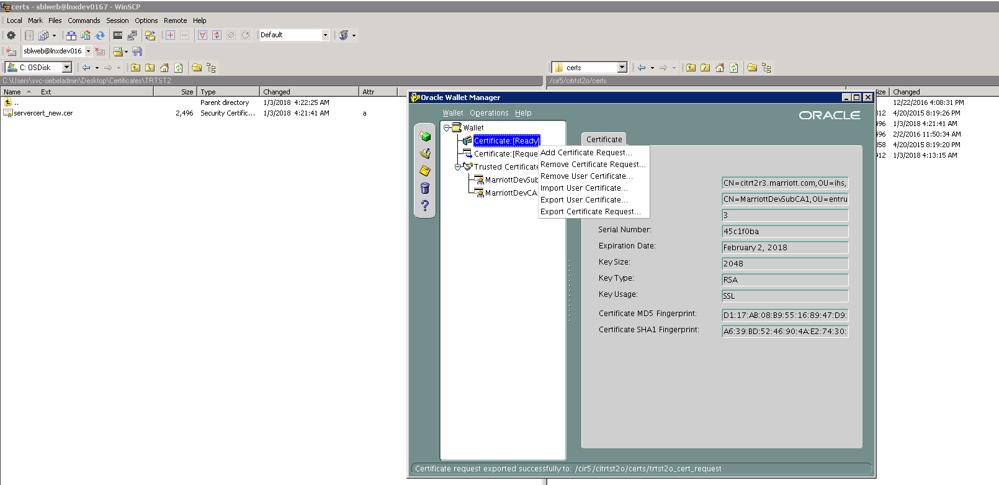 certs - sblweb@lnxdev0167 - WinSCP
Local Mark Files Commands Session Options Remote Help
Default
sblweb@lnxdev016
C: OSDisk
certs
C:\Users\svc-siebeladmin\Desktop\Certificates\TRTST2
/cir5/citrtst2o/certs
Name Ext Size Type Changed Attr
.. Parent directory 1/3/2018 4:22:25 AM
servercert_new.cer 2,496 Security Certific... 1/3/2018 4:21:41 AM a
ize Changed
12/22/2016 4:08:31 PM
312 4/20/2015 8:19:26 PM
496 1/3/2018 4:21:41 AM
496 2/2/2016 11:50:34 AM
358 4/20/2015 8:19:20 PM
912 1/3/2018 4:13:15 AM
Oracle Wallet Manager
Wallet Operations Help
ORACLE
Wallet
Certificate:[Ready]
Certificate:[Reque
Trusted Certificate
MarriottDevSub
MarriottDevCA
Add Certificate Request...
Remove Certificate Request...
Remove User Certificate...
Import User Certificate...
Export User Certificate...
Export Certificate Request...
Certificate
CN=citrt2r3.marriott.com,OU=ihs,
CN=MarriottDevSubCA1,OU=entru
3
Serial Number: 45c1f0ba
Expiration Date: February 2, 2018
Key Size: 2048
Key Type: RSA
Key Usage: SSL
Certificate MD5 Fingerprint: D1:17:AB:08:B9:55:16:89:47:D9:
Certificate SHA1 Fingerprint: A6:39:BD:52:46:90:4A:E2:74:30:
Certificate request exported successfully to: /cir5/citrtst2o/certs/trtst2o_cert_request